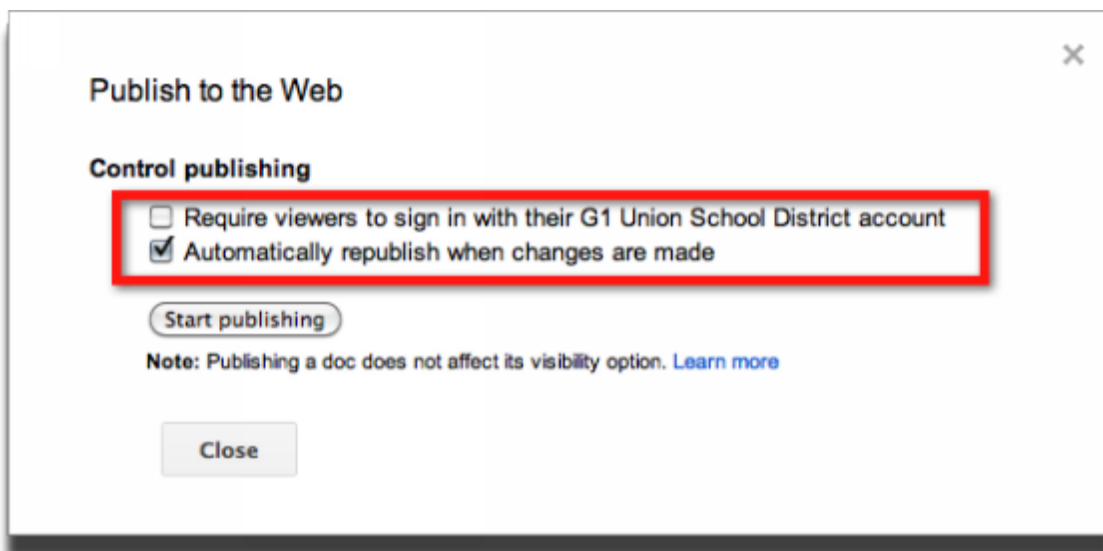 Publish to the Web
Control publishing
Require viewers to sign in with their G1 Union School District account
Automatically republish when changes are made
Start publishing
Note: Publishing a doc does not affect its visibility option. Learn more
Close